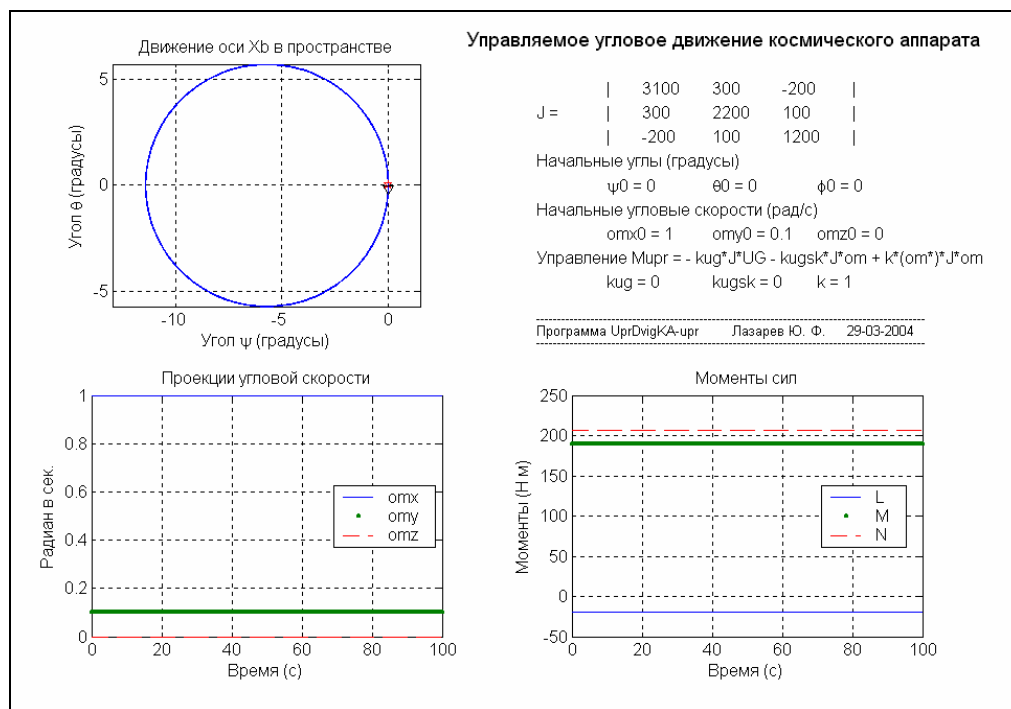 Управляемое угловое движение космического аппарата
Движение оси Xb в пространстве
5
0
-5
-10 -5 0
Угол θ (градусы)
Угол ψ (градусы)
| 3100 300 -200 |
J = | 300 2200 100 |
| -200 100 1200 |
Начальные углы (градусы)
ψ0 = 0 θ0 = 0 ϕ0 = 0
Начальные угловые скорости (рад/с)
omx0 = 1 omy0 = 0.1 omz0 = 0
Управление Mupr = - kug*J*UG - kugsk*J*om + k*(om*)*J*om
kug = 0 kugsk = 0 k = 1
Программа UprDvigKA-upr Лазарев Ю. Ф. 29-03-2004
Проекции угловой скорости
1
0.8
0.6
0.4
0.2
0
0 20 40 60 80 100
Радиан в сек.
Время (с)
omx
omy
omz
Моменты сил
250
200
150
100
50
0
-50
0 20 40 60 80 100
Моменты (Н м)
Время (с)
L
M
N